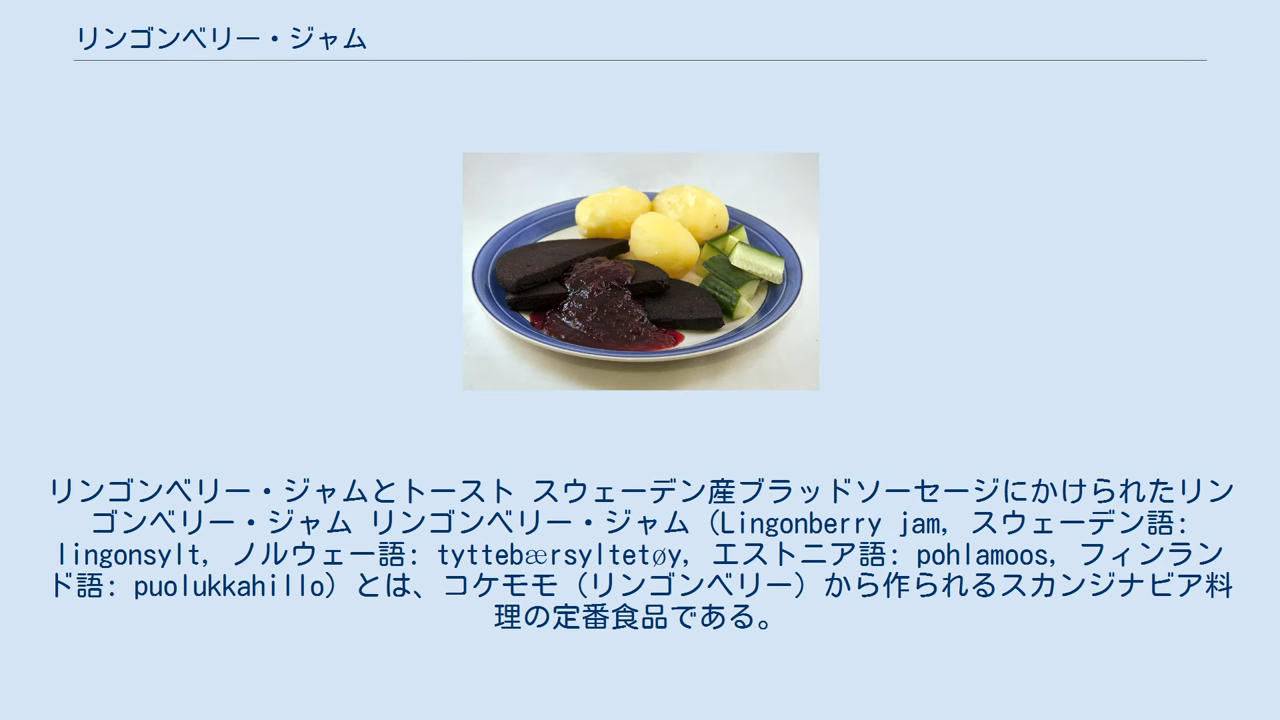 リンゴンベリー・ジャム
リンゴンベリー・ジャムとトースト スウェーデン産ブラッドソーセージにかけられたリン
ゴンベリー・ジャム リンゴンベリー・ジャム（Lingonberry jam, スウェーデン語:
lingonsylt, ノルウェー語: tyttebærsyltetøy, エストニア語: pohlamoos, フィンラン
ド語: puolukkahillo）とは、コケモモ（リンゴンベリー）から作られるスカンジナビア料
理の定番食品である。